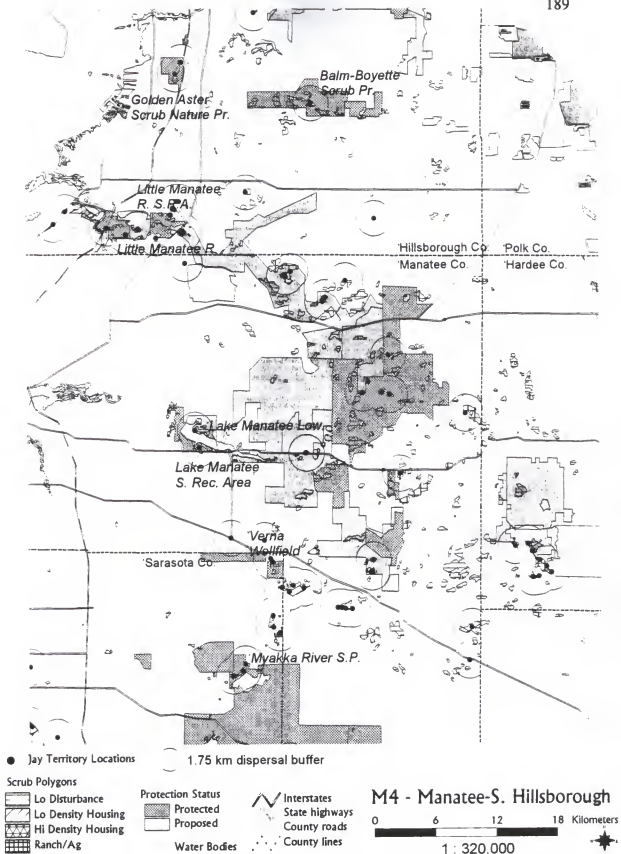 189
Balm-Boyette
Scrub Pr.
Golden Aster
Scrub Nature Pr.
Little Manatee
R. S.R.A.
Little Manatee R.
Hillsborough Co.
Polk Co.
Manatee Co.
Hardee Co.
Lake Manatee Low.
Lake Manatee
S. Rec. Area
Verna
Wellfield
Sarasota Co.
Myakka River S.P.
Jay Territory Locations
1.75 km dispersal buffer
Scrub Polygons
Lo Disturbance
Lo Density Housing
Hi Density Housing
Ranch/Ag
Protection Status
Protected
Proposed
Water Bodies
Interstates
State highways
County roads
County lines
M4 - Manatee-S. Hillsborough
0 6 12 18 Kilometers
1 : 320.000